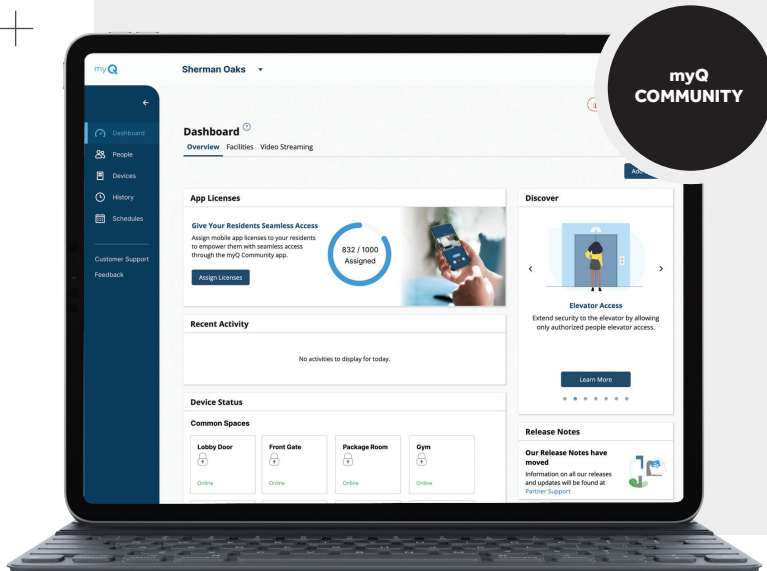 myQ
COMMUNITY
myQ
Sherman Oaks
Dashboard
People
Devices
History
Schedules
Customer Support
Feedback
Dashboard
Overview Facilities Video Streaming
Add
App Licenses
Give Your Residents Seamless Access
Assign mobile app licenses to your residents
to empower them with seamless access
through the myQ Community app.
Assign Licenses
832 / 1000
Assigned
Recent Activity
No activities to display for today.
Device Status
Common Spaces
Lobby Door
Online
Front Gate
Online
Package Room
Online
Gym
Online
Discover
Elevator Access
Extend security to the elevator by allowing
only authorized people elevator access.
Learn More
Release Notes
Our Release Notes have
moved
Information on all our releases
and updates will be found at
Partner Support